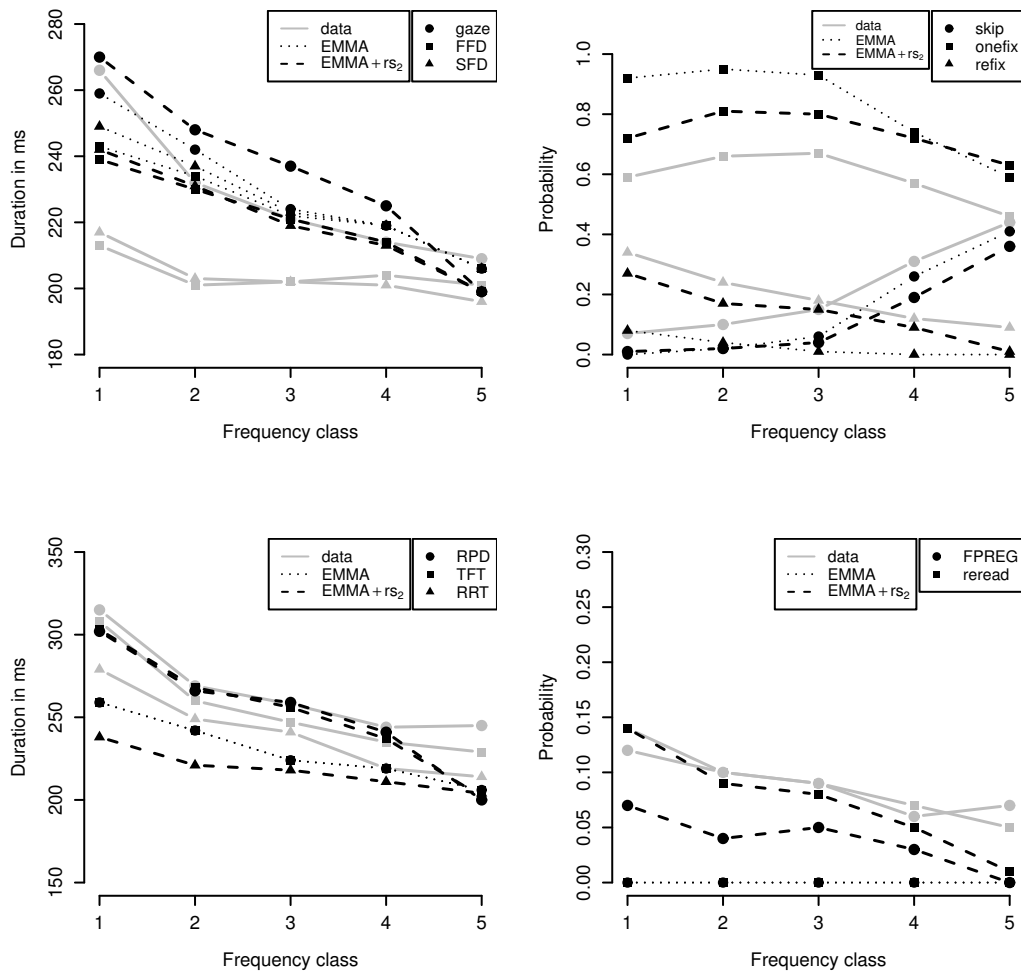 data
EMMA
EMMA + rs2
gaze
FFD
SFD
280
260
240
220
200
180
Duration in ms
1 2 3 4 5
Frequency class
data
EMMA
EMMA + rs2
skip
onefix
refix
1.0
0.8
0.6
0.4
0.2
0.0
Probability
1 2 3 4 5
Frequency class
data
EMMA
EMMA + rs2
RPD
TFT
RRT
350
300
250
200
150
Duration in ms
1 2 3 4 5
Frequency class
data
EMMA
EMMA + rs2
FPREG
reread
0.30
0.25
0.20
0.15
0.10
0.05
0.00
Probability
1 2 3 4 5
Frequency class